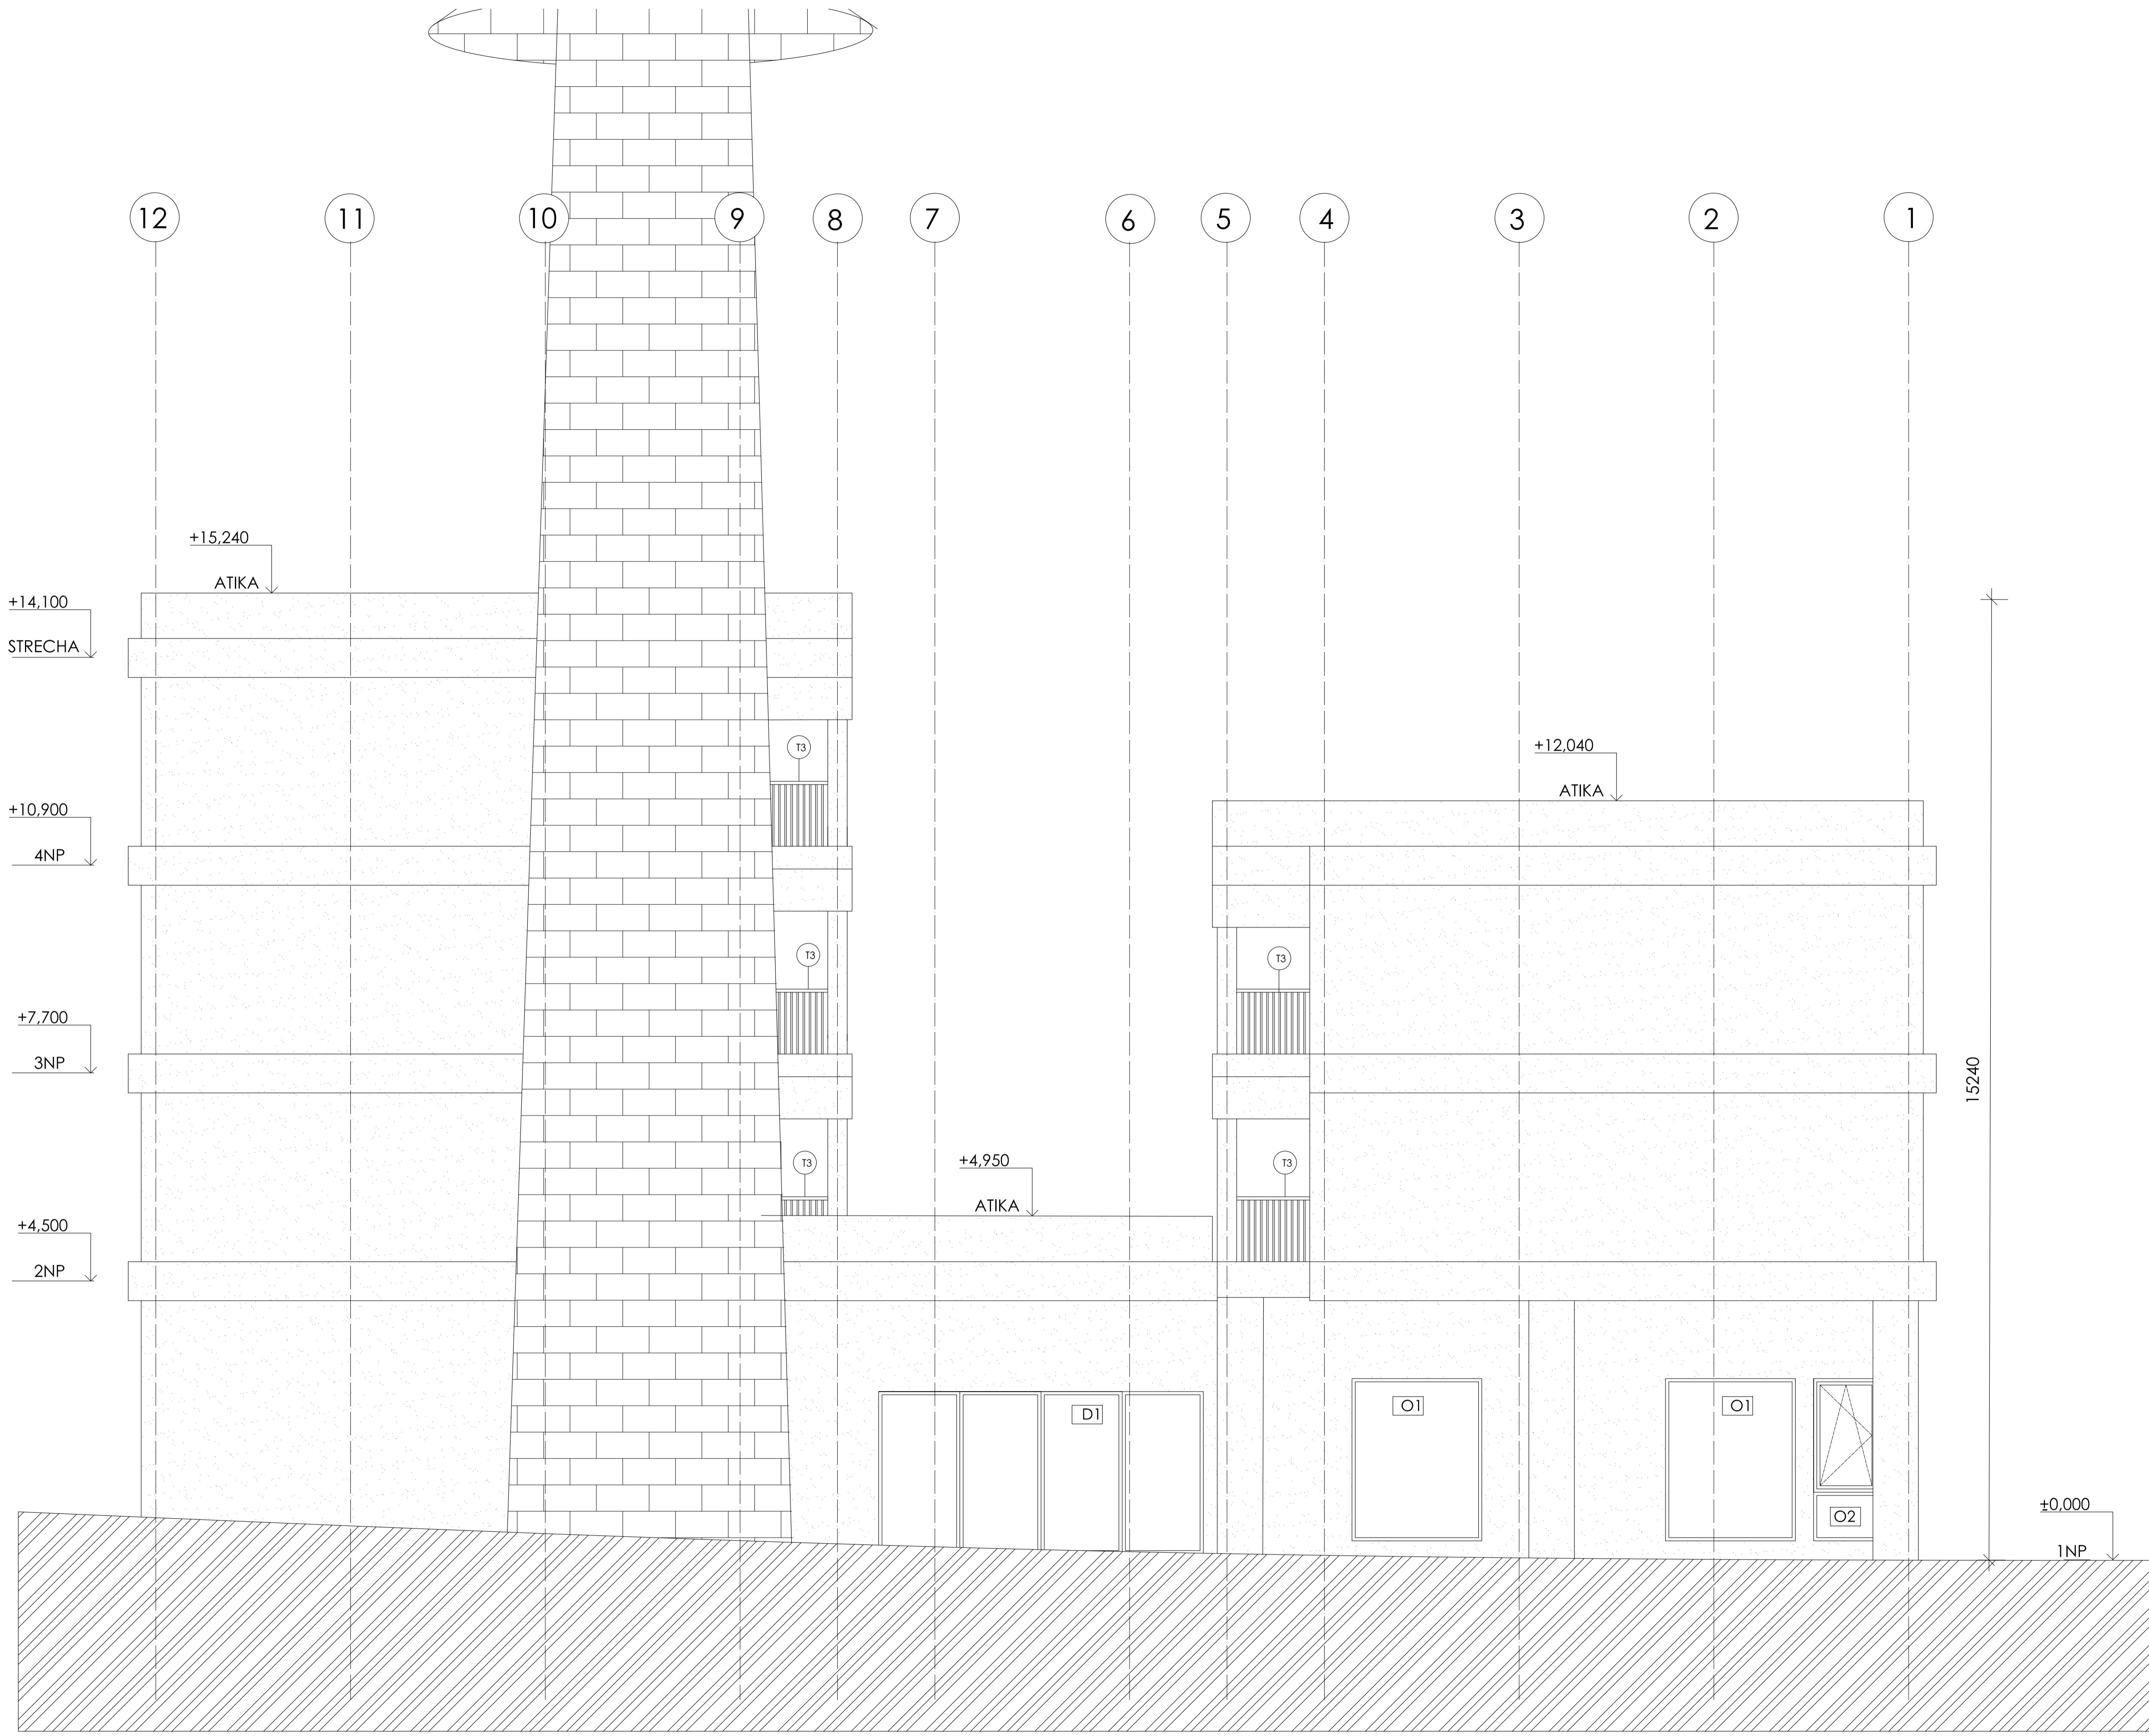 12 11 10 9 8 7 6 5 4 3 2 1
+15,240
ATIKA
+14,100
STRECHA
T3
+12,040
ATIKA
+10,900
4NP
T3
T3
+7,700
3NP
15240
+4,950
ATIKA
T3
T3
+4,500
2NP
D1
O1
O1
O2
±0,000
1NP